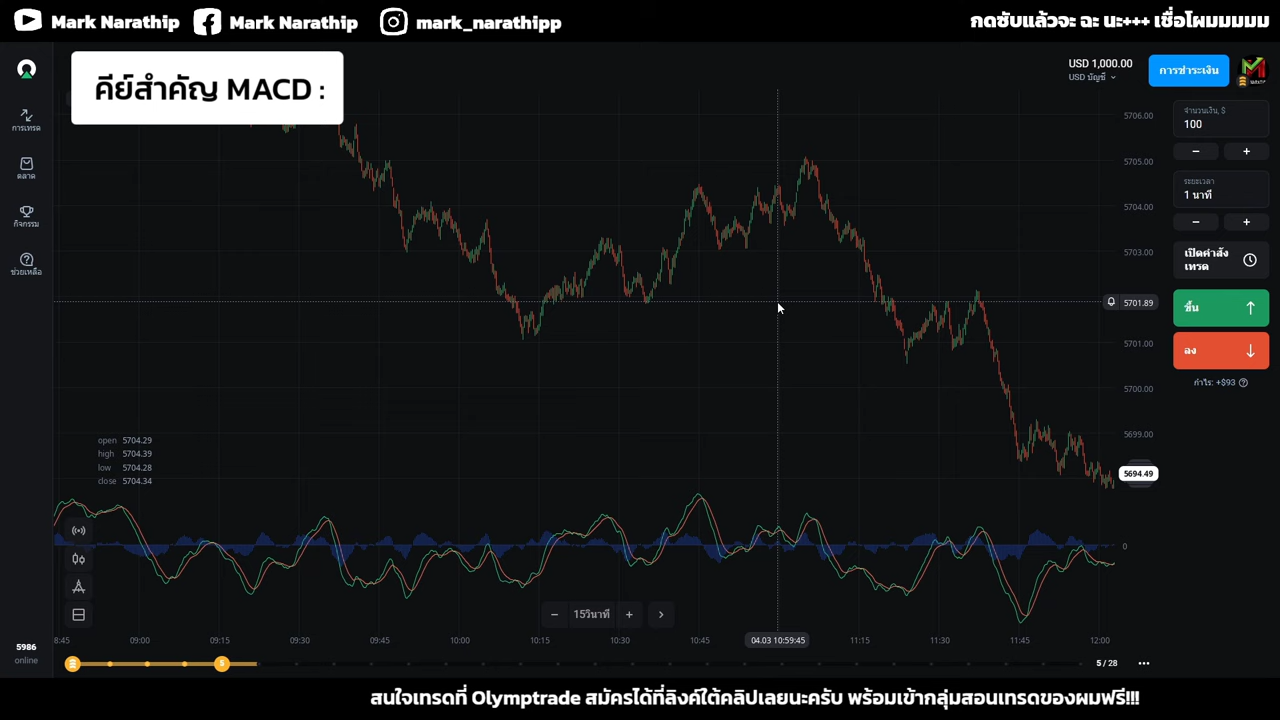 Mark Narathip
Mark Narathip
mark_narathipp
กดซับแล้วจะ ฉะ นะ+++ เชื่อโผมมมมม
คีย์สำคัญ MACD :
USD 1,000.00
USD บัญชี
การชำระเงิน
การเทรด
ตลาด
กิจกรรม
ช่วยเหลือ
5986
online
5706.00
5705.00
5704.00
5703.00
5701.89
5701.00
5700.00
5699.00
5694.49
0
จำนวนเงิน, $
100
ระยะเวลา
1 นาที
เปิดคำสั่ง
เทรด
ขึ้น
ลง
กำไร: +$93
open 5704.29
high 5704.39
low 5704.28
close 5704.34
15วินาที
8:45
09:00
09:15
09:30
09:45
10:00
10:15
10:30
10:45
04.03 10:59:45
11:15
11:30
11:45
12:00
5
5 / 28
สนใจเทรดที่ Olymptrade สมัครได้ที่ลิงค์ใต้คลิปเลยนะครับ พร้อมเข้ากลุ่มสอนเทรดของผมฟรี!!!